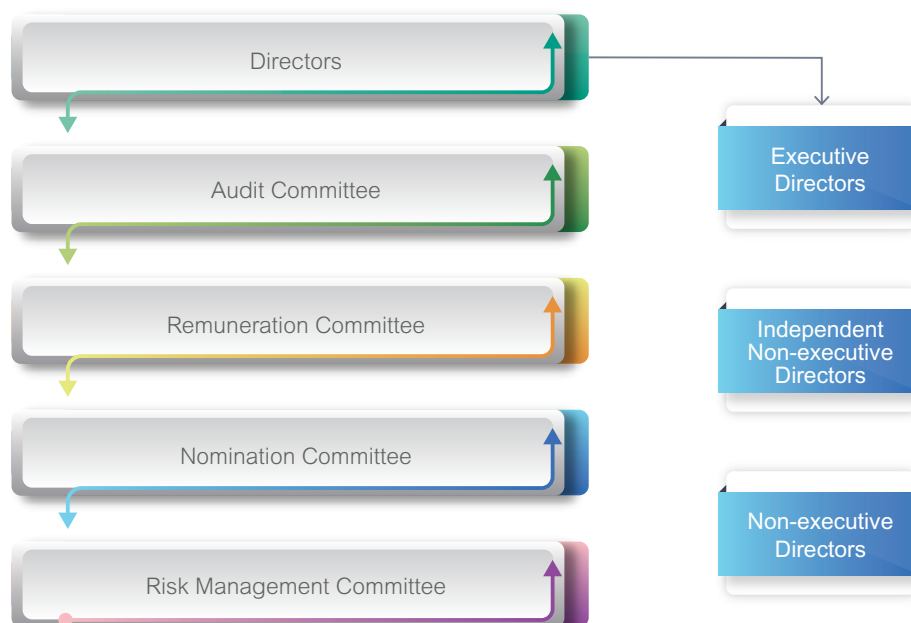 Directors
Audit Committee
Remuneration Committee
Nomination Committee
Risk Management Committee
Executive
Directors
Independent
Non-executive
Directors
Non-executive
Directors